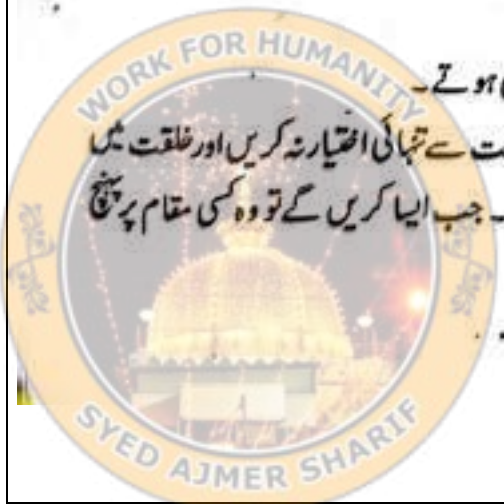 ہوتے۔
ت سے تنہائی اختیار نہ کریں اور خلقت میں
جب ایسا کریں گے تو وہ کسی مقام پر پہنچ
WORK FOR HUMANITY
SYED AJMER SHARIF